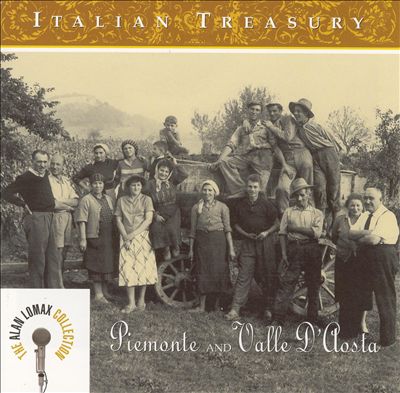 ITALIAN TREASURY
THE ALAN LOMAX COLLECTION
Piemonte AND Valle D'Aosta